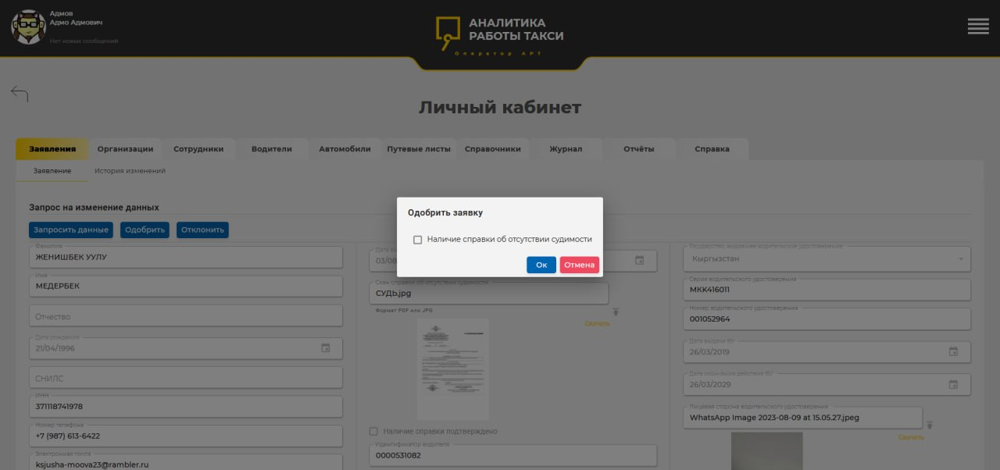 Адмов
Адмо Адмович
Нет новых сообщений
АНАЛИТИКА
РАБОТЫ ТАКСИ
Оператор АРТ
Личный кабинет
Заявления
Организации
Сотрудники
Водители
Автомобили
Путевые листы
Справочники
Журнал
Отчёты
Справка
Заявление
История изменений
Запрос на изменение данных
Запросить данные
Одобрить
Отклонить
Одобрить заявку
Наличие справки об отсутствии судимости
Ок
Отмена
Фамилия
ЖЕНИШБЕК УУЛУ
Имя
МЕДЕРБЕК
Отчество
Дата рождения
21/04/1996
СНИЛС
ИНН
371118741978
Номер телефона
+7 (987) 613-6422
Электронная почта
ksjusha-moova23@rambler.ru
03/08
Скан справки об отсутствии судимости
СУДЬ.jpg
Формат PDF или JPG
Скачать
Наличие справки подтверждено
Идентификатор водителя
0000531082
Государство, выдавшее водительское удостоверение
Кыргызстан
Серия водительского удостоверения
МКК416011
Номер водительского удостоверения
001052964
Дата выдачи ВУ
26/03/2019
Дата окончания действия ВУ
26/03/2029
Лицевая сторона водительского удостоверения
WhatsApp Image 2023-08-09 at 15.05.27.jpeg
Скачать